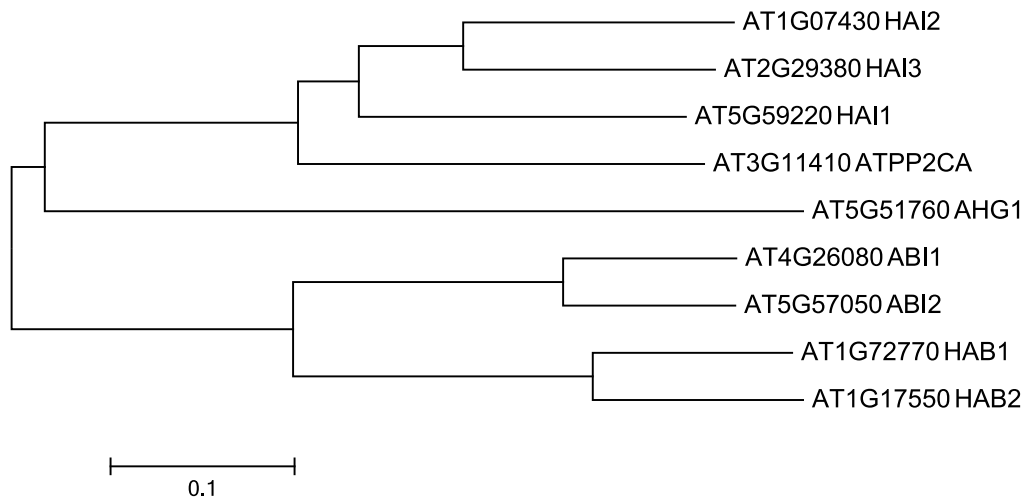 AT1G07430 HAI2
AT2G29380 HAI3
AT5G59220 HAI1
AT3G11410 ATPP2CA
AT5G51760 AHG1
AT4G26080 ABI1
AT5G57050 ABI2
AT1G72770 HAB1
AT1G17550 HAB2
0.1